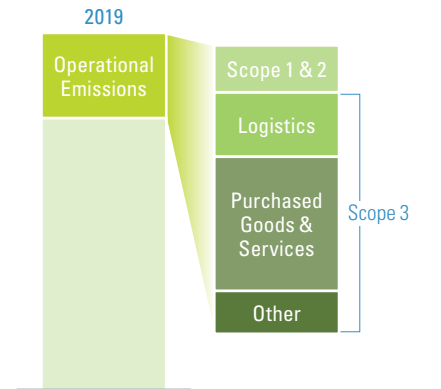 2019
Operational
Emissions
Scope 1 & 2
Logistics
Purchased
Goods &
Services
Other
Scope 3